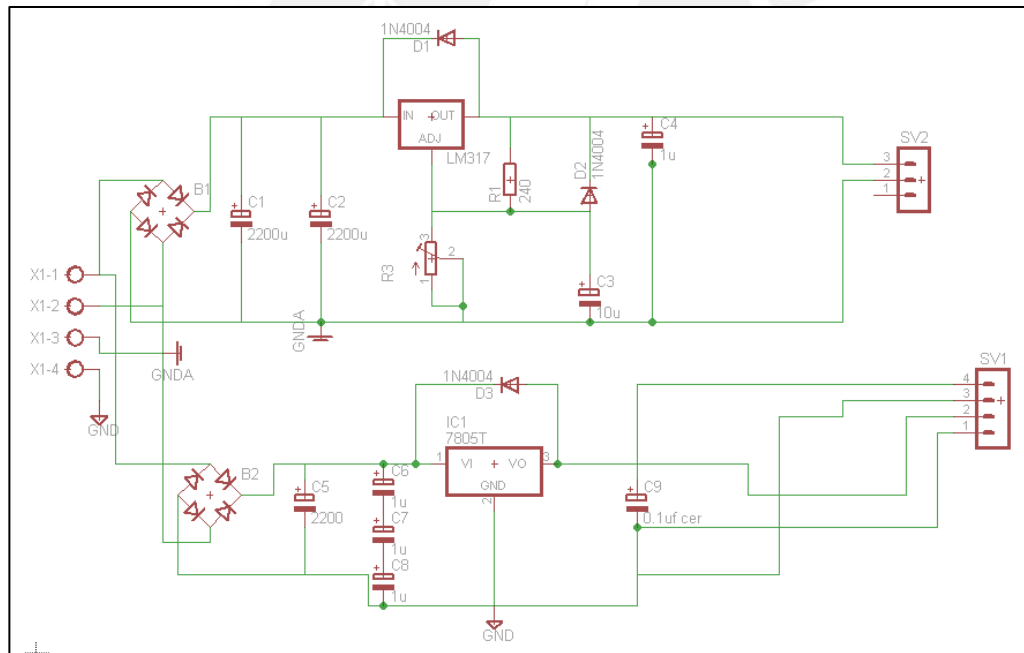 1N4004
D1
IN
OUT
ADJ
LM317
R1
240
D2
1N4004
+
C4
1u
SV2
3
2
+
1
B1
+
+
C1
2200u
+
C2
2200u
3
2
1
R3
+
C3
10u
GNDA
X1-1
X1-2
X1-3
X1-4
GNDA
GND
1N4004
D3
IC1
7805T
1
VI
+
VO
3
GND
2
SV1
4
3
+
2
1
B2
+
+
C5
2200
+
C6
1u
+
C7
1u
+
C8
1u
+
C9
0.1uf cer
GND